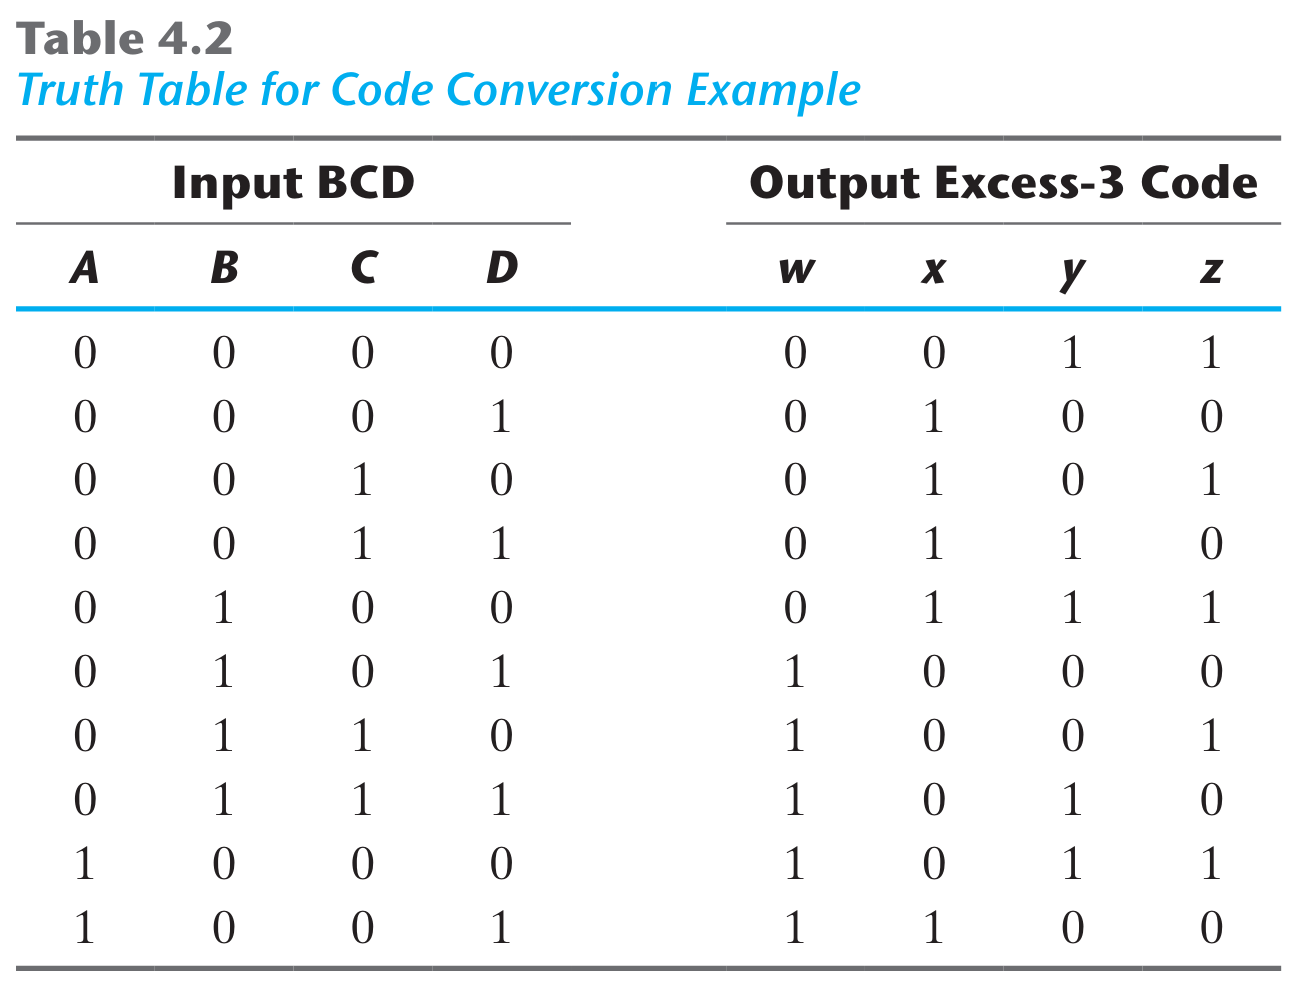 Table 4.2
Truth Table for Code Conversion Example
Input BCD Output Excess-3 Code
A B C D w x y z
0 0 0 0 0 0 1 1
0 0 0 1 0 1 0 0
0 0 1 0 0 1 0 1
0 0 1 1 0 1 1 0
0 1 0 0 0 1 1 1
0 1 0 1 1 0 0 0
0 1 1 0 1 0 0 1
0 1 1 1 1 0 1 0
1 0 0 0 1 0 1 1
1 0 0 1 1 1 0 0